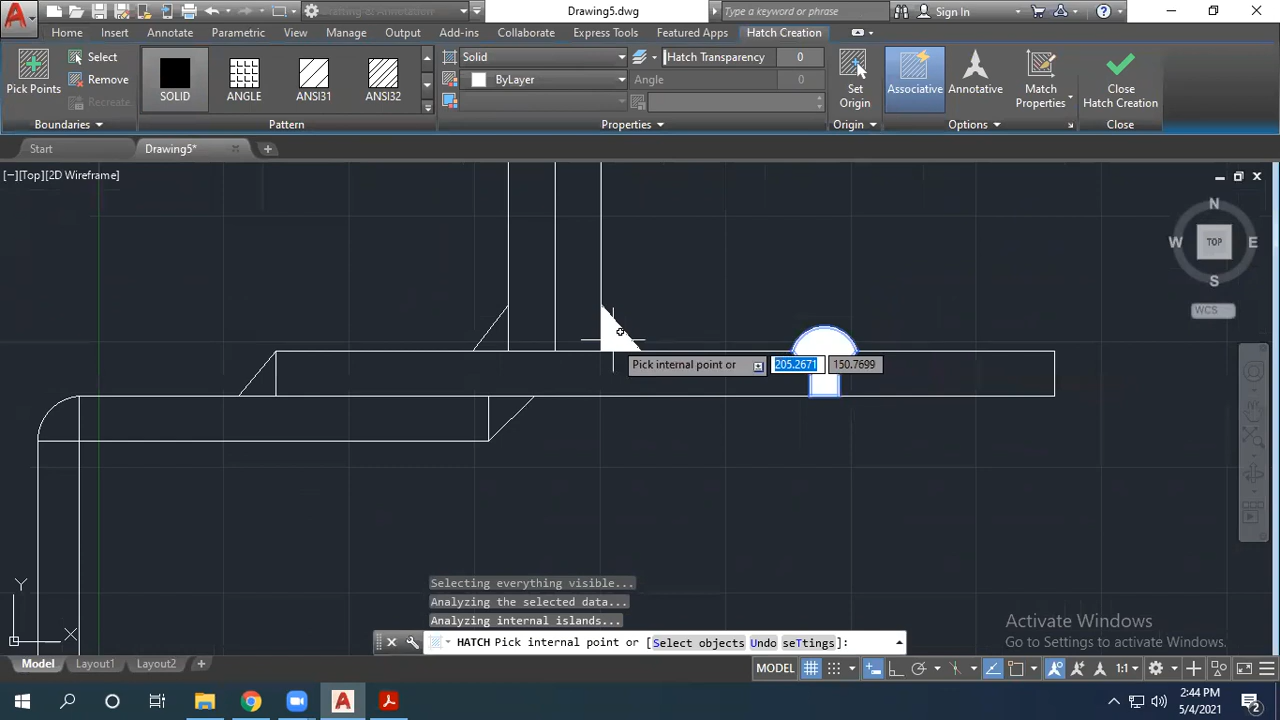 Drafting & Annotation
Drawing5.dwg
Type a keyword or phrase
Sign In
Home Insert Annotate Parametric View Manage Output Add-ins Collaborate Express Tools Featured Apps Hatch Creation
Pick Points
Select
Remove
Recreate
Boundaries
SOLID
ANGLE
ANSI31
ANSI32
Pattern
Solid
ByLayer
Hatch Transparency 0
Angle 0
Properties
Set
Origin
Origin
Associative
Annotative
Match
Properties
Options
Close
Hatch Creation
Close
Start
Drawing5*
[−][Top][2D Wireframe]
N
W TOP E
S
WCS
Pick internal point or 205.2671 150.7699
Selecting everything visible...
Analyzing the selected data...
Analyzing internal islands...
Y
X
HATCH Pick internal point or [Select objects Undo seTtings]:
Activate Windows
Go to Settings to activate Windows.
Model Layout1 Layout2 +
MODEL 1:1
2:44 PM
5/4/2021
2